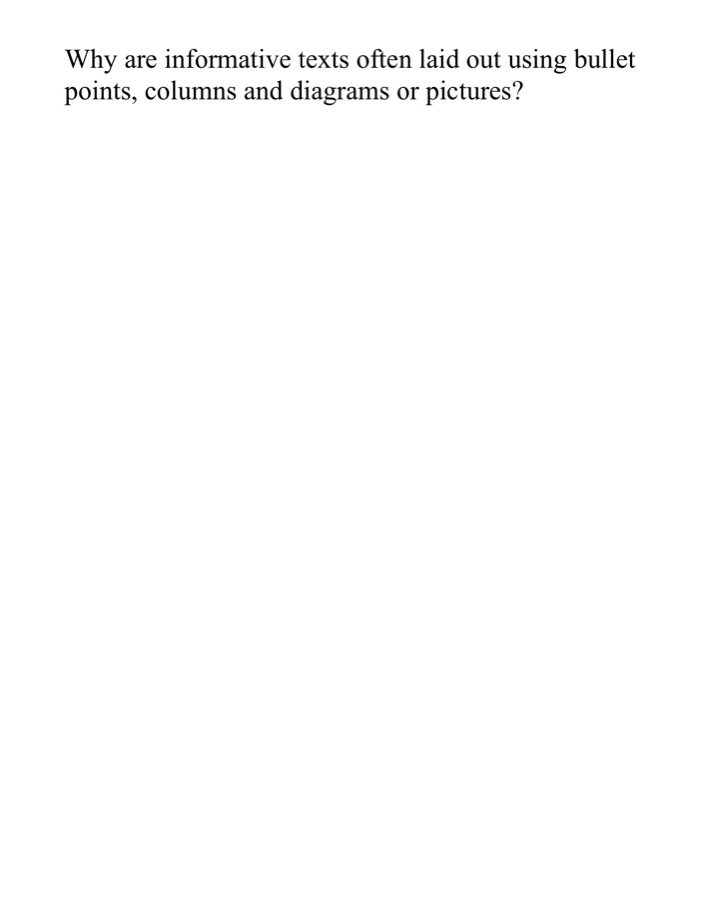 Why are informative texts often laid out using bullet
points, columns and diagrams or pictures?